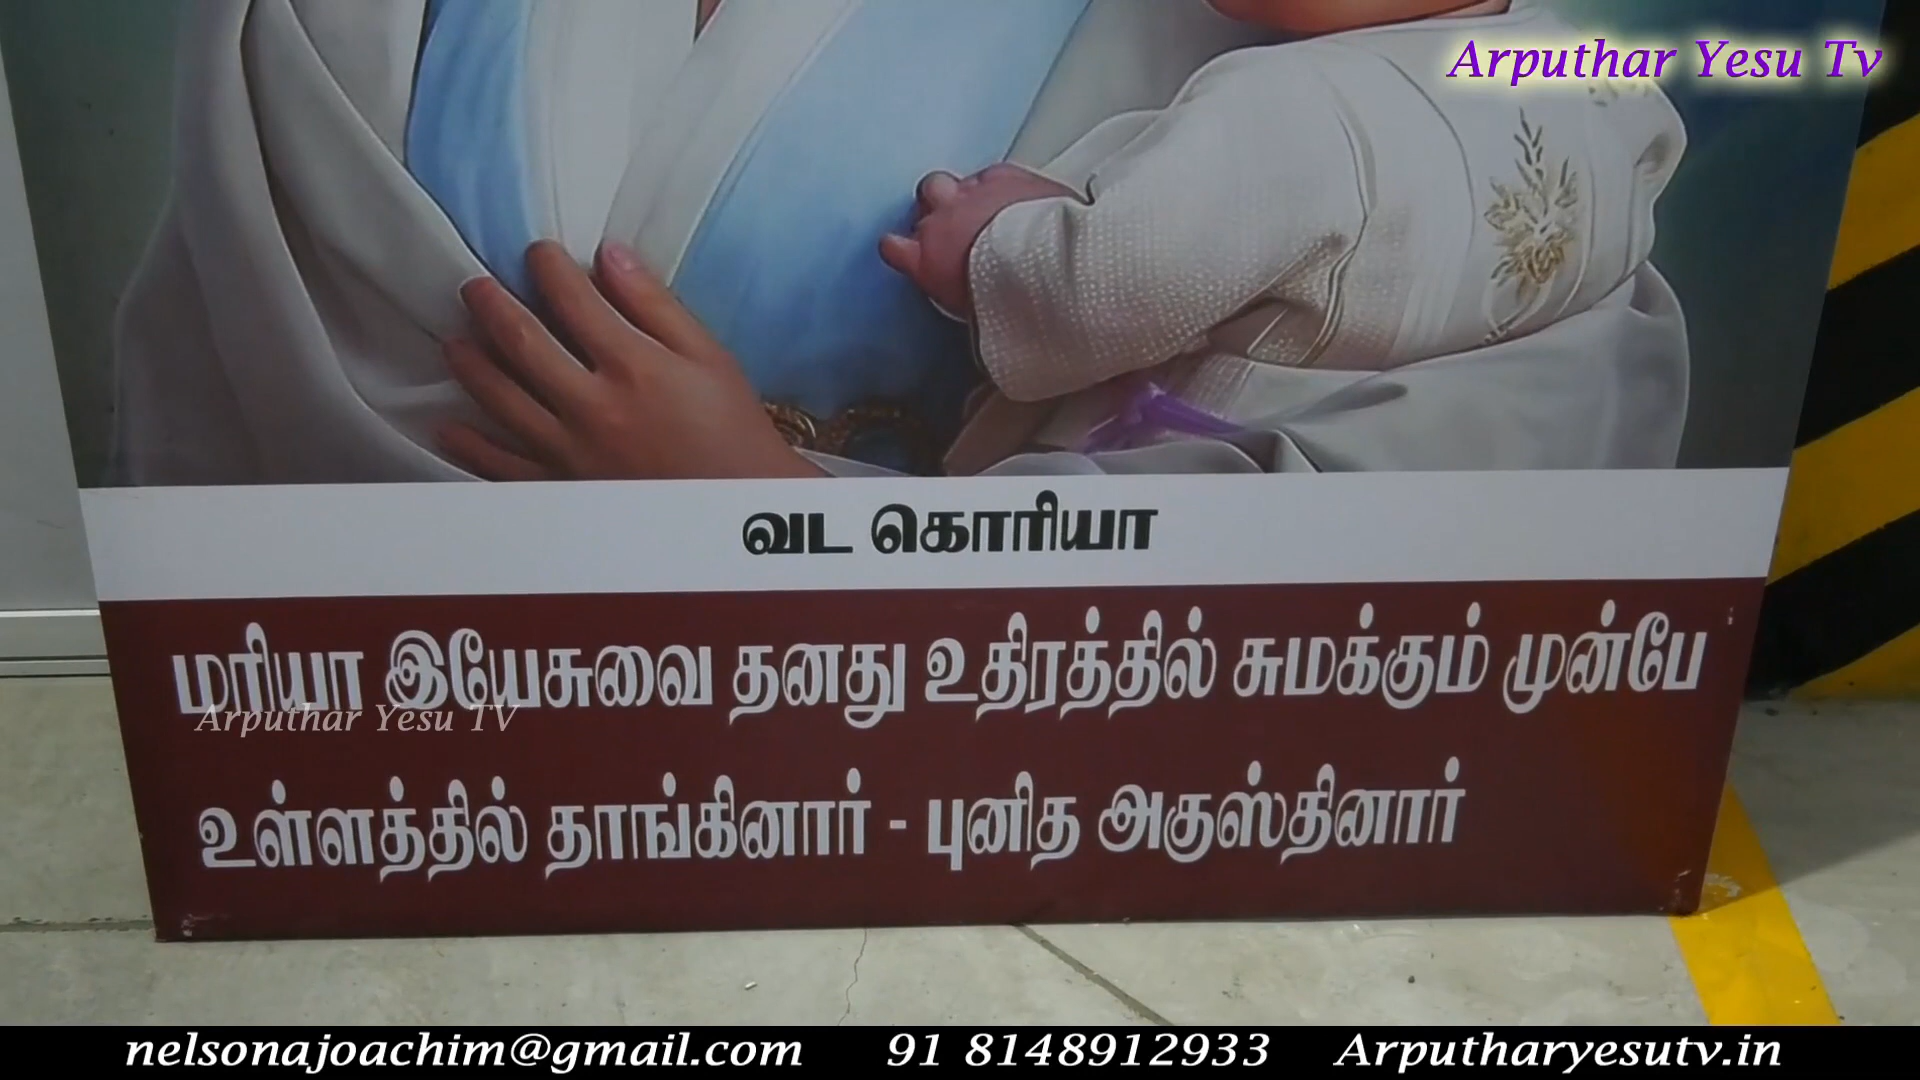 Arputhar Yesu Tv
வட கொரியா
மரியா இயேசுவை தனது உதிரத்தில் சுமக்கும் முன்பே
Arputhar Yesu TV
உள்ளத்தில் தாங்கினார் - புனித அகுஸ்தினார்
nelsonajoachim@gmail.com 91 8148912933 Arputharyesutv.in